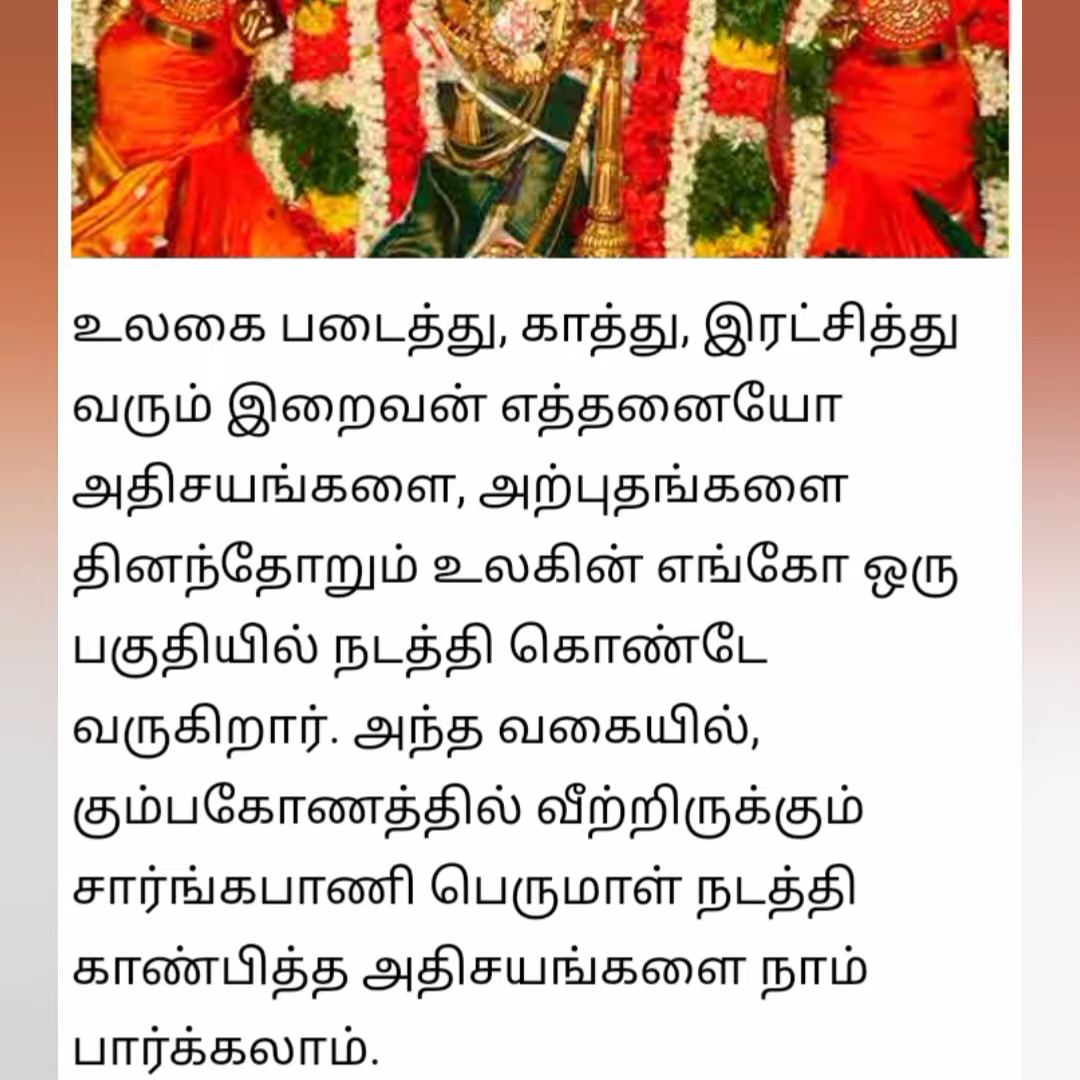 உலகை படைத்து, காத்து, இரட்சித்து
வரும் இறைவன் எத்தனையோ
அதிசயங்களை, அற்புதங்களை
தினந்தோறும் உலகின் எங்கோ ஒரு
பகுதியில் நடத்தி கொண்டே
வருகிறார். அந்த வகையில்,
கும்பகோணத்தில் வீற்றிருக்கும்
சார்ங்கபாணி பெருமாள் நடத்தி
காண்பித்த அதிசயங்களை நாம்
பார்க்கலாம்.